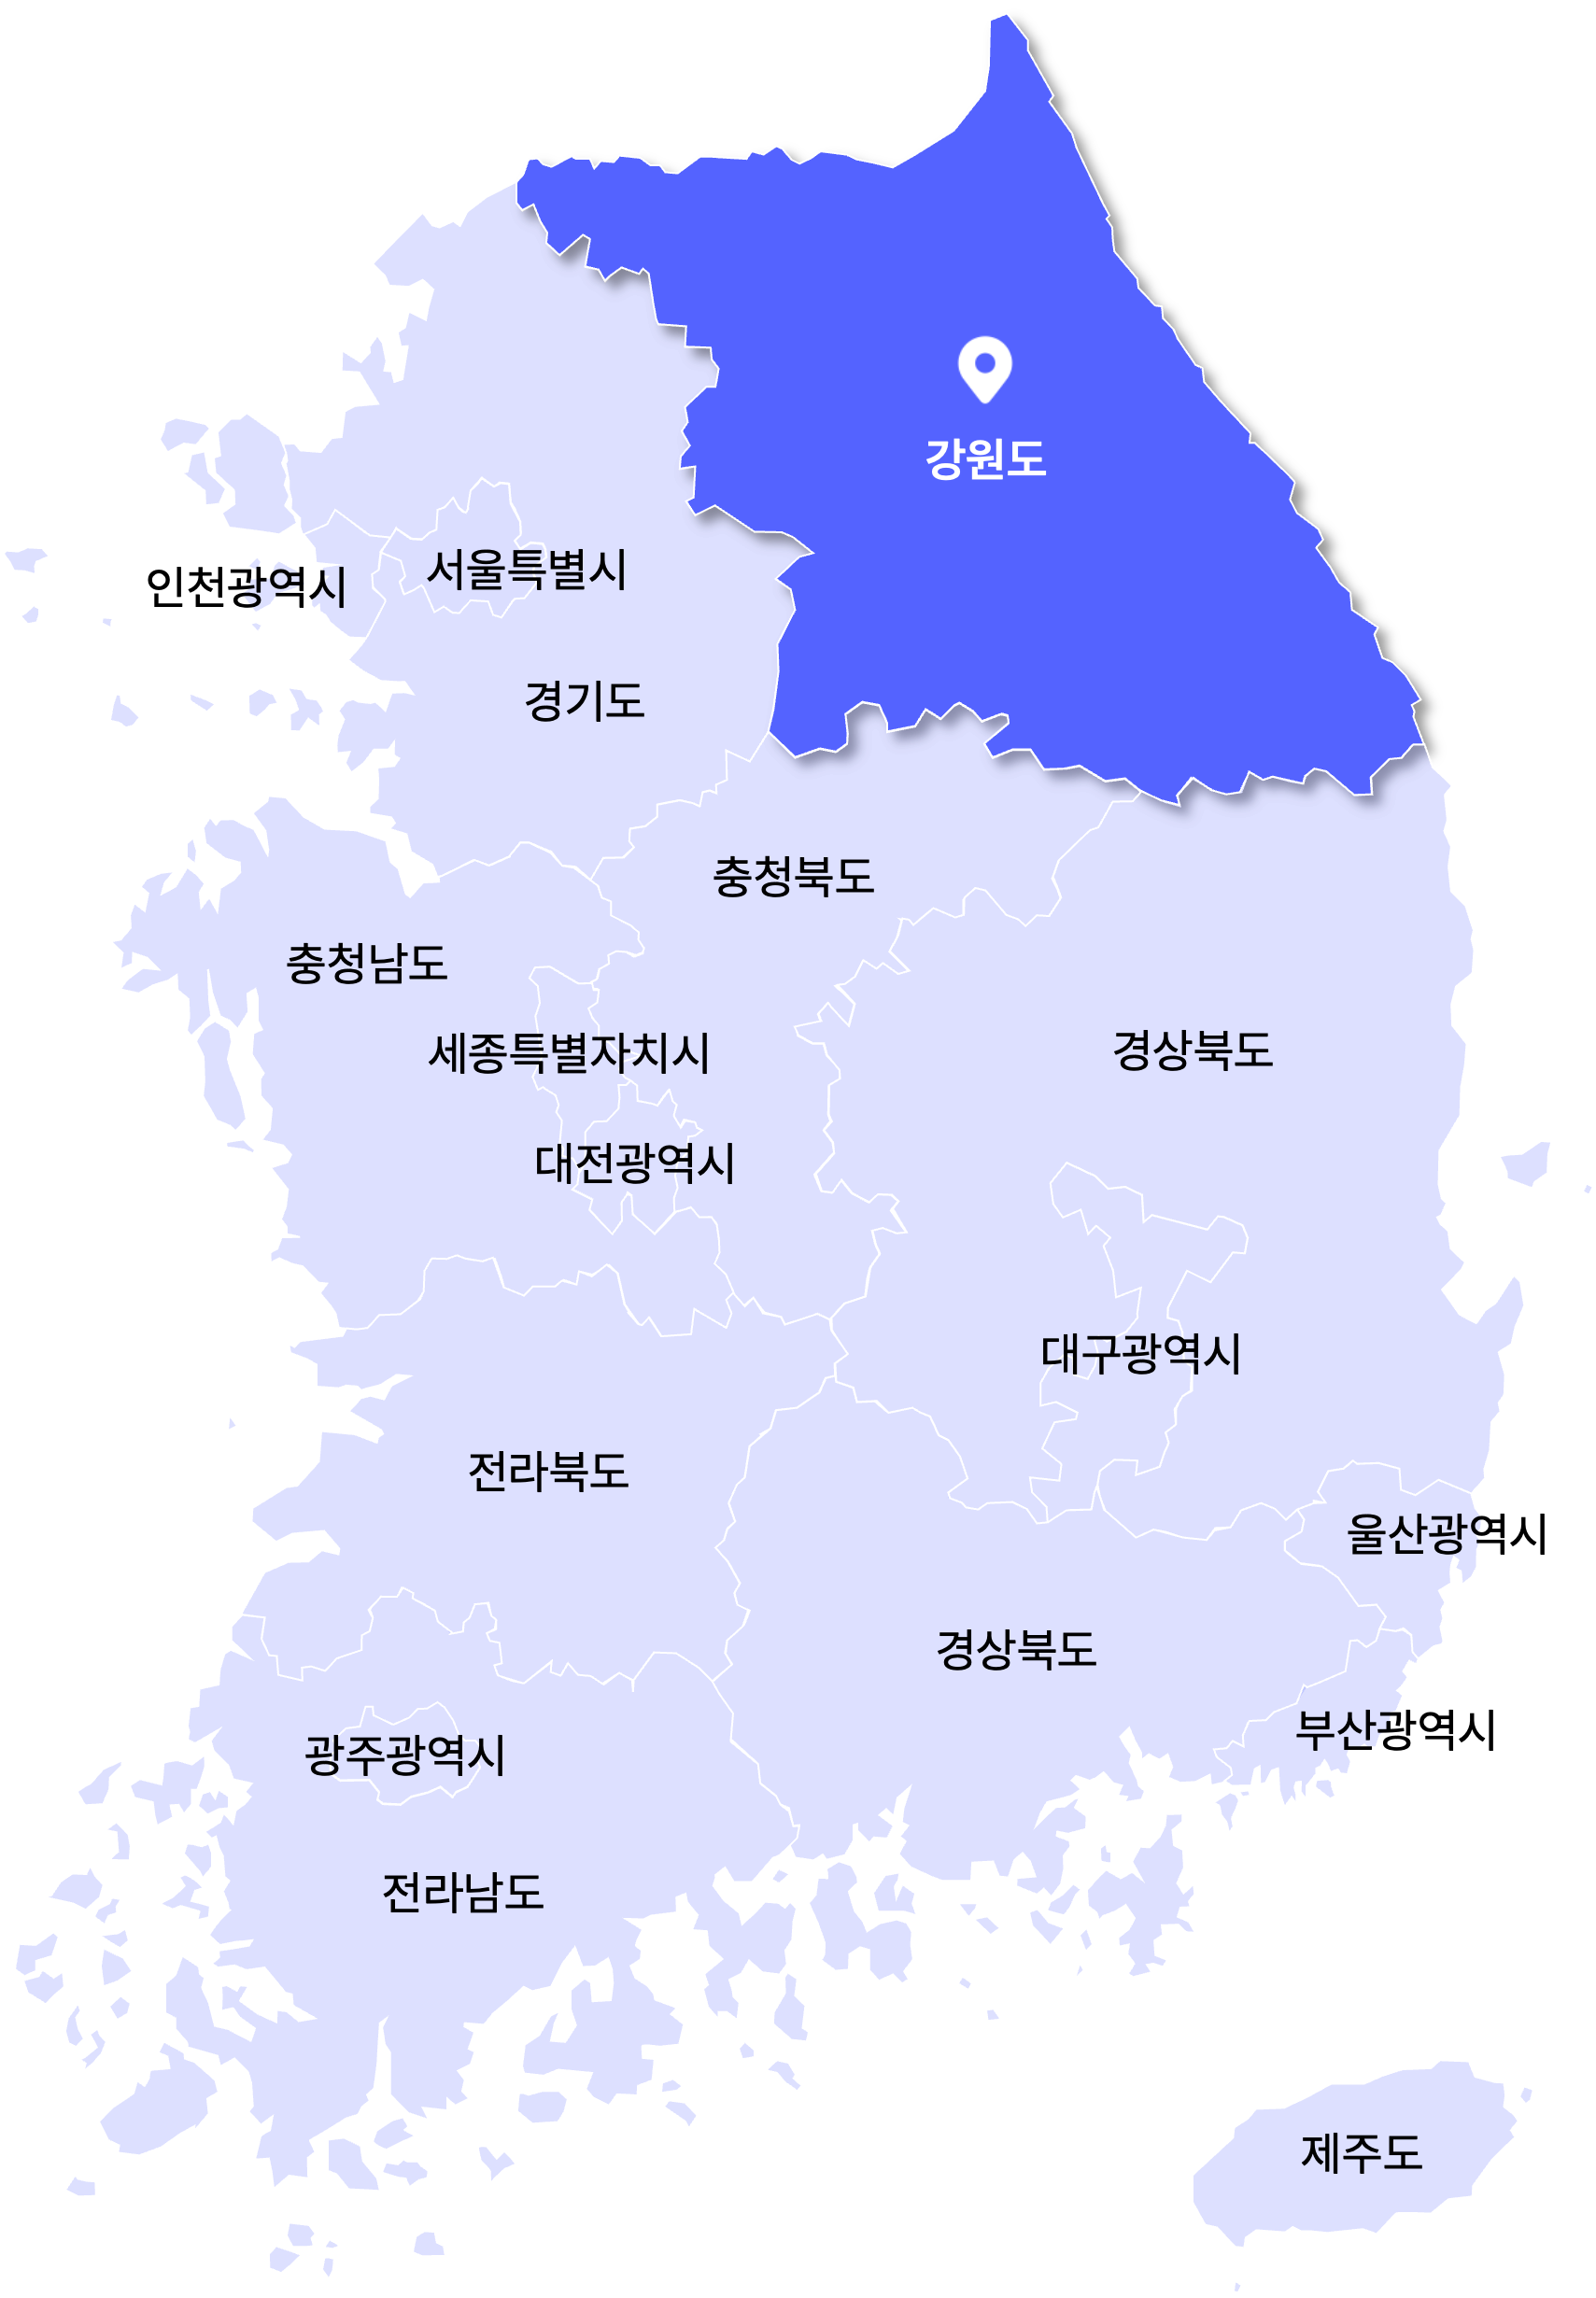 강원도
서울특별시
인천광역시
경기도
충청북도
충청남도
세종특별자치시
경상북도
대전광역시
대구광역시
전라북도
울산광역시
경상북도
부산광역시
광주광역시
전라남도
제주도